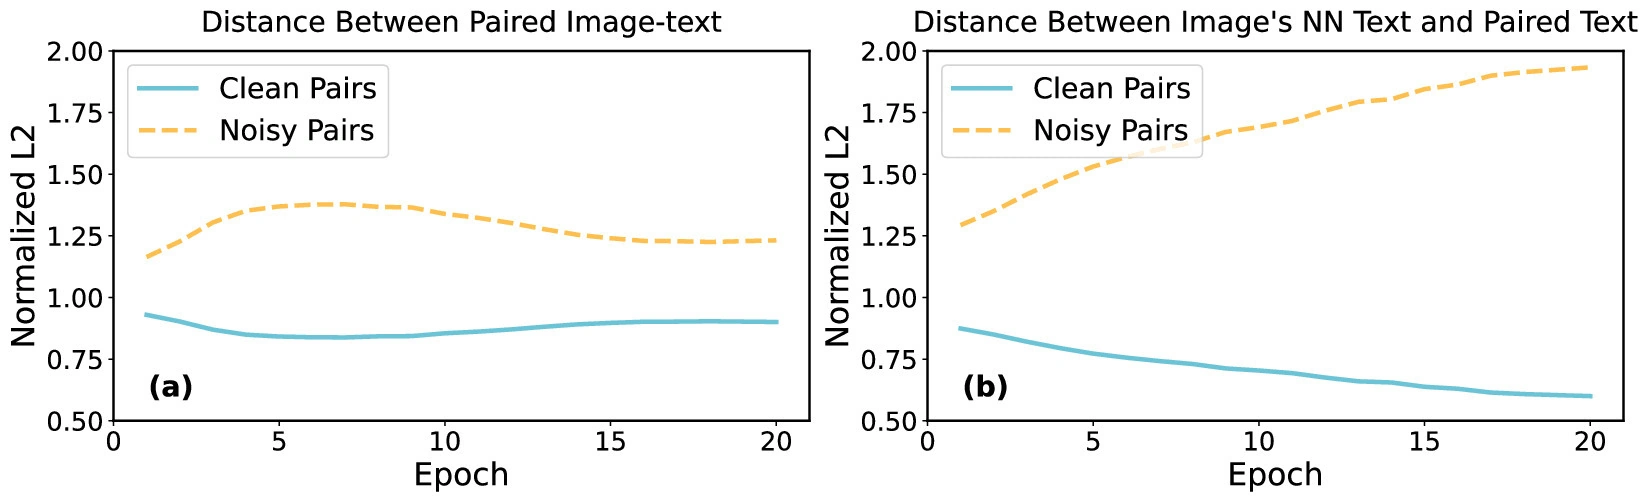 Distance Between Paired Image-text
Normalized L2
2.00
1.75
1.50
1.25
1.00
0.75
0.50
Clean Pairs
Noisy Pairs
(a)
0 5 10 15 20
Epoch
Distance Between Image's NN Text and Paired Text
Normalized L2
2.00
1.75
1.50
1.25
1.00
0.75
0.50
Clean Pairs
Noisy Pairs
(b)
0 5 10 15 20
Epoch